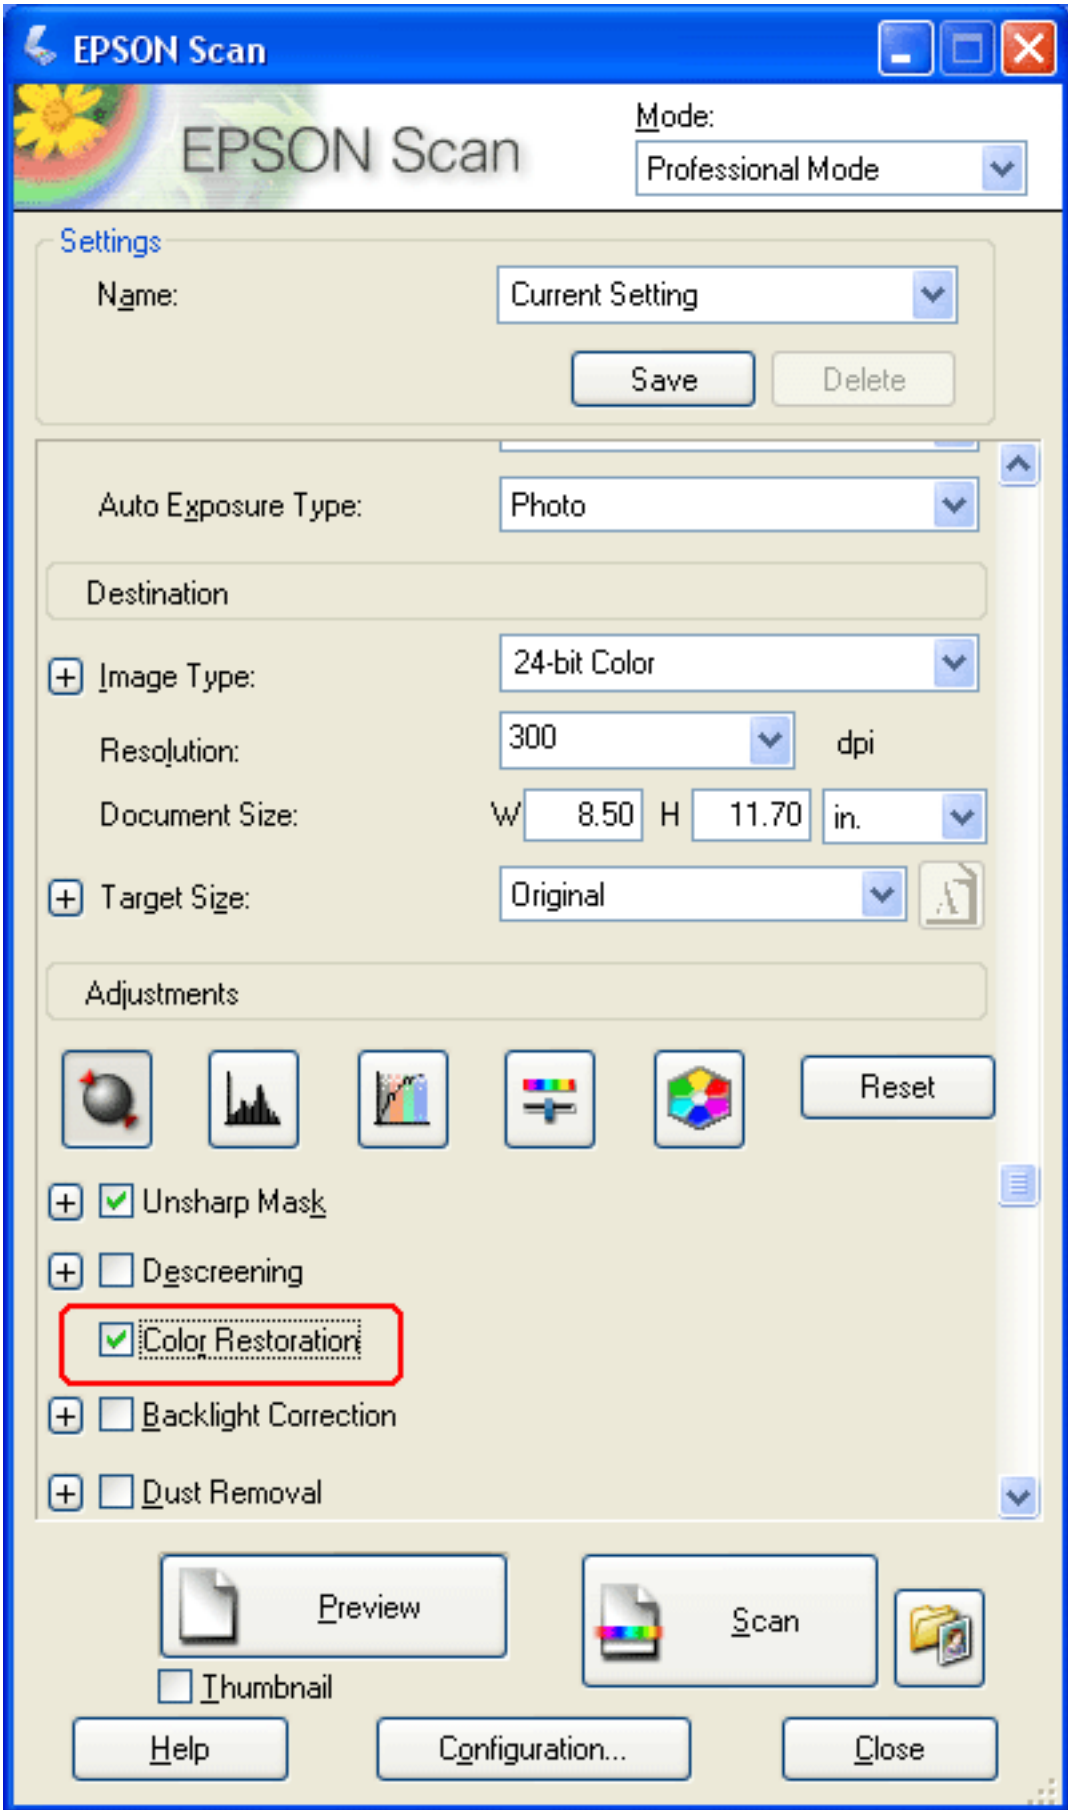 EPSON Scan
EPSON Scan
Mode:
Professional Mode
Settings
Name: Current Setting
Save Delete
Auto Exposure Type: Photo
Destination
Image Type: 24-bit Color
Resolution: 300 dpi
Document Size: W 8.50 H 11.70 in.
Target Size: Original
Adjustments
Reset
Unsharp Mask
Descreening
Color Restoration
Backlight Correction
Dust Removal
Preview Scan
Thumbnail
Help Configuration... Close